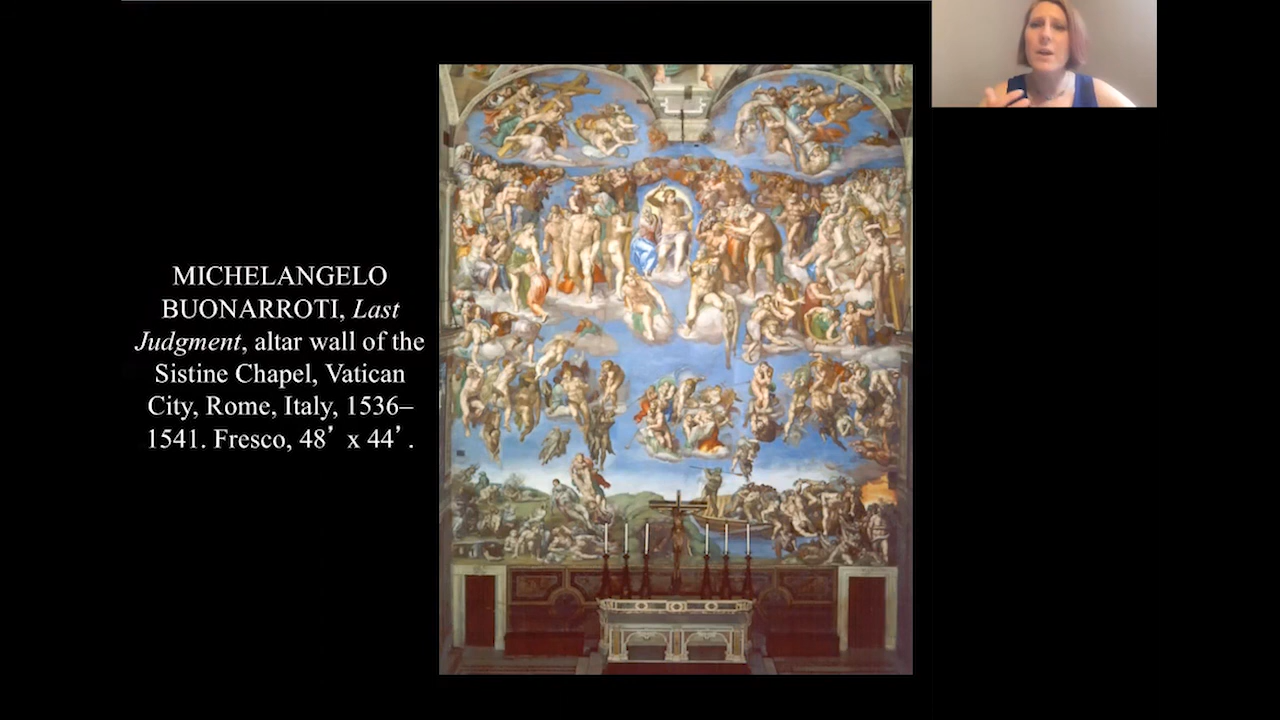 MICHELANGELO
BUONARROTI, Last
Judgment, altar wall of the
Sistine Chapel, Vatican
City, Rome, Italy, 1536–
1541. Fresco, 48’ x 44’.